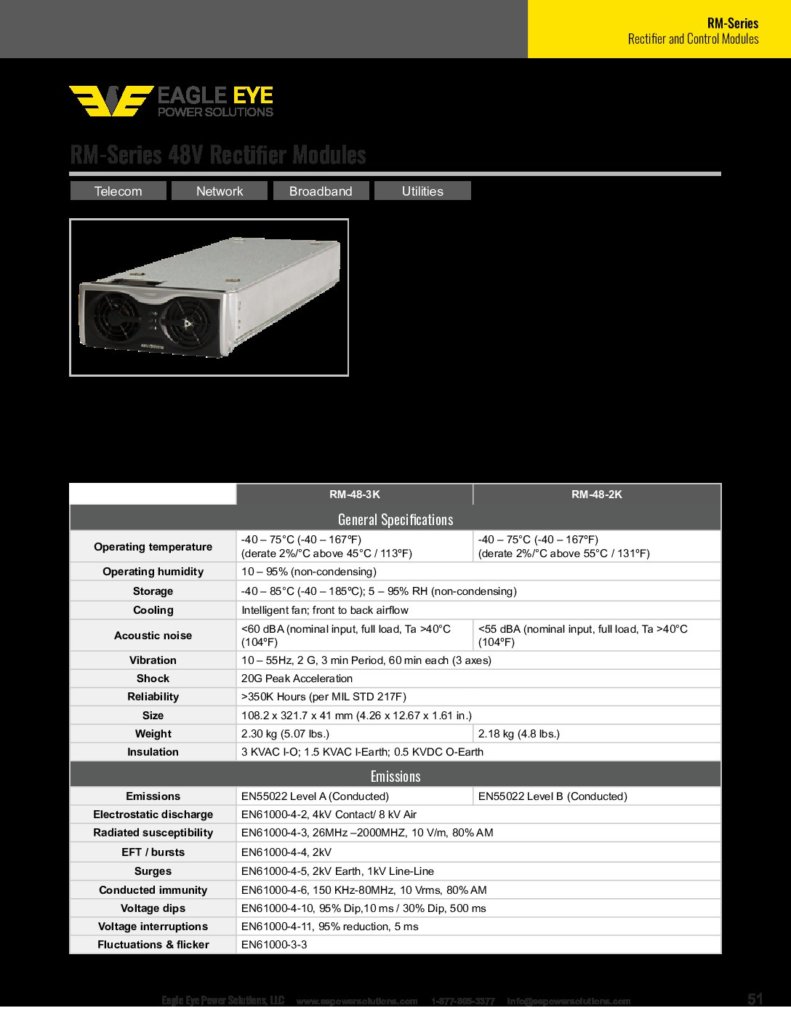 RM-Series
Rectifier and Control Modules
EAGLE EYE
POWER SOLUTIONS
RM-Series 48V Rectifier Modules
Telecom Network Broadband Utilities
RM-48-3K RM-48-2K
General Specifications
Operating temperature -40 – 75°C (-40 – 167ºF) -40 – 75°C (-40 – 167ºF)
(derate 2%/°C above 45°C / 113ºF) (derate 2%/°C above 55°C / 131ºF)
Operating humidity 10 – 95% (non-condensing)
Storage -40 – 85°C (-40 – 185ºC); 5 – 95% RH (non-condensing)
Cooling Intelligent fan; front to back airflow
Acoustic noise <60 dBA (nominal input, full load, Ta >40°C <55 dBA (nominal input, full load, Ta >40°C
(104ºF) (104ºF)
Vibration 10 – 55Hz, 2 G, 3 min Period, 60 min each (3 axes)
Shock 20G Peak Acceleration
Reliability >350K Hours (per MIL STD 217F)
Size 108.2 x 321.7 x 41 mm (4.26 x 12.67 x 1.61 in.)
Weight 2.30 kg (5.07 lbs.) 2.18 kg (4.8 lbs.)
Insulation 3 KVAC I-O; 1.5 KVAC I-Earth; 0.5 KVDC O-Earth
Emissions
Emissions EN55022 Level A (Conducted) EN55022 Level B (Conducted)
Electrostatic discharge EN61000-4-2, 4kV Contact/ 8 kV Air
Radiated susceptibility EN61000-4-3, 26MHz –2000MHZ, 10 V/m, 80% AM
EFT / bursts EN61000-4-4, 2kV
Surges EN61000-4-5, 2kV Earth, 1kV Line-Line
Conducted immunity EN61000-4-6, 150 KHz-80MHz, 10 Vrms, 80% AM
Voltage dips EN61000-4-10, 95% Dip,10 ms / 30% Dip, 500 ms
Voltage interruptions EN61000-4-11, 95% reduction, 5 ms
Fluctuations & flicker EN61000-3-3
Eagle Eye Power Solutions, LLC www.eepowersolutions.com 1-877-805-3377 info@eepowersolutions.com 51